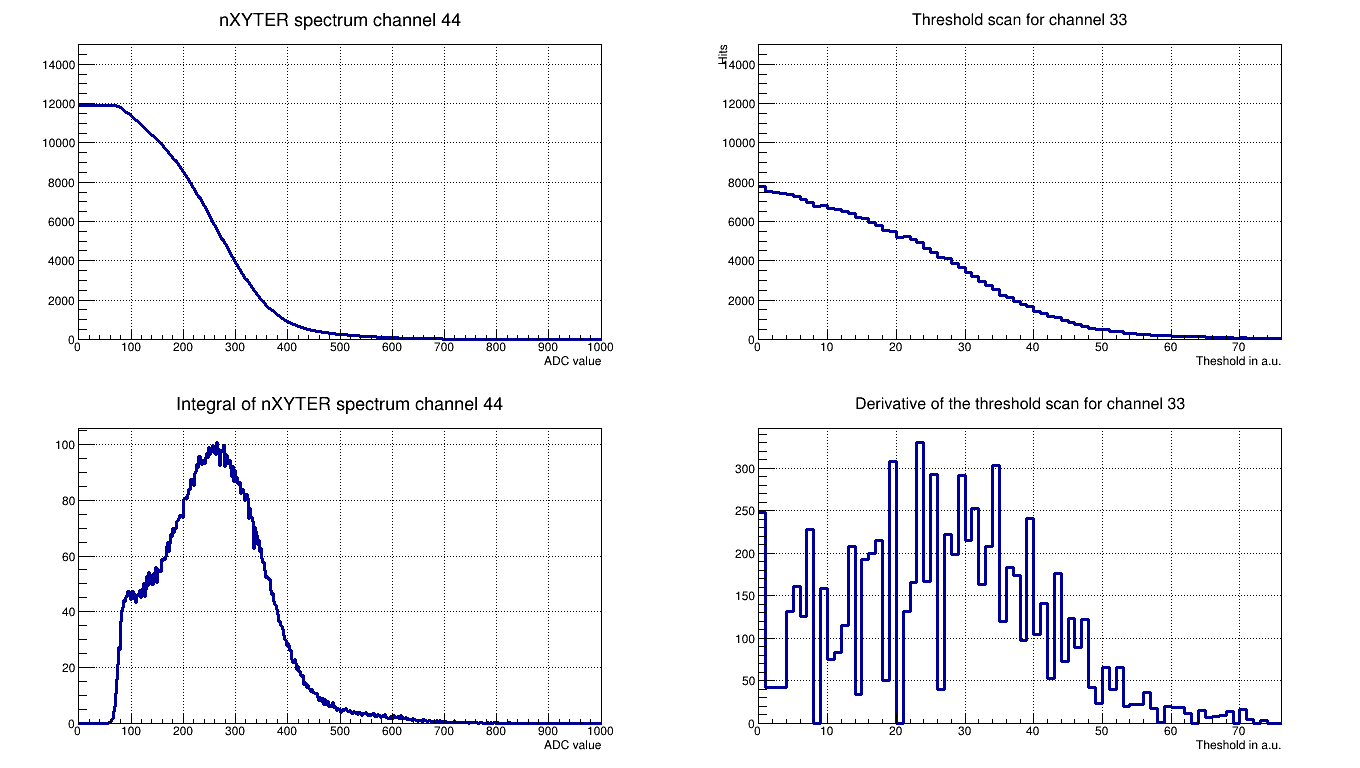 nXYTER spectrum channel 44
14000
12000
10000
8000
6000
4000
2000
0
0 100 200 300 400 500 600 700 800 900 1000
ADC value
Threshold scan for channel 33
Hits
14000
12000
10000
8000
6000
4000
2000
0
0 10 20 30 40 50 60 70
Theshold in a.u.
Integral of nXYTER spectrum channel 44
100
80
60
40
20
0
0 100 200 300 400 500 600 700 800 900 1000
ADC value
Derivative of the threshold scan for channel 33
300
250
200
150
100
50
0
0 10 20 30 40 50 60 70
Theshold in a.u.